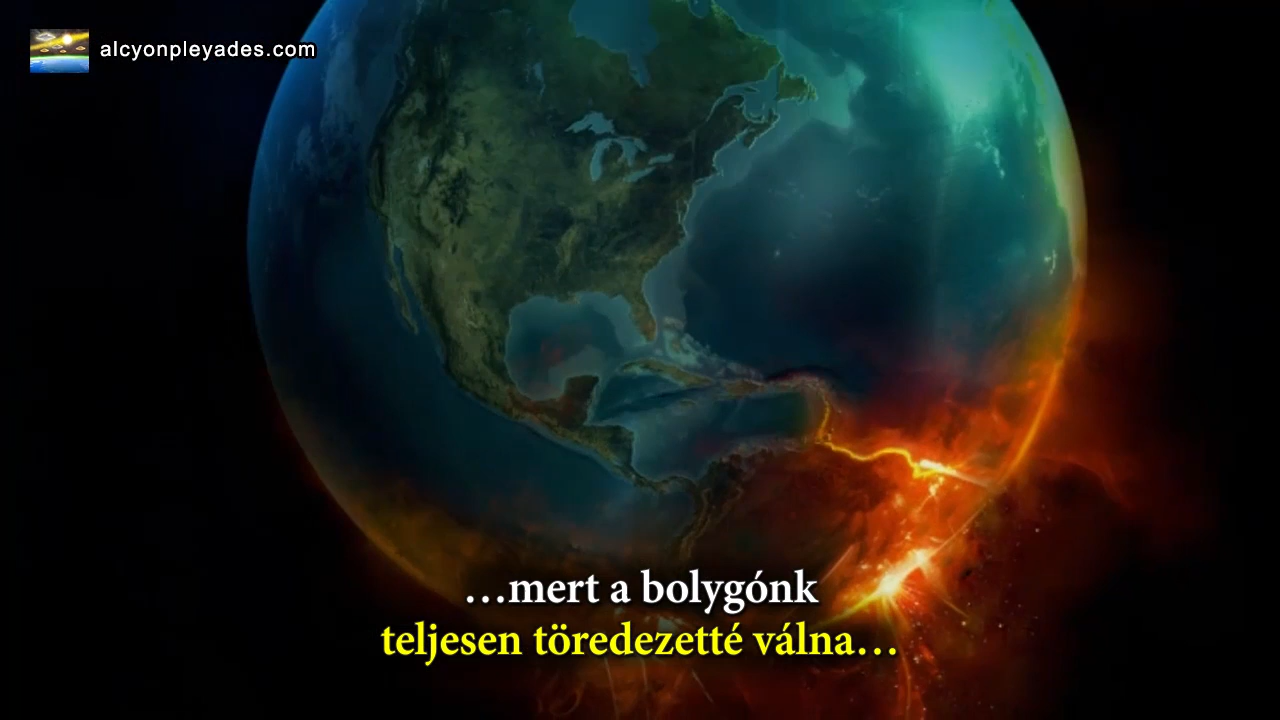 alcyonpleyades.com
…mert a bolygónk
teljesen töredezetté válna…